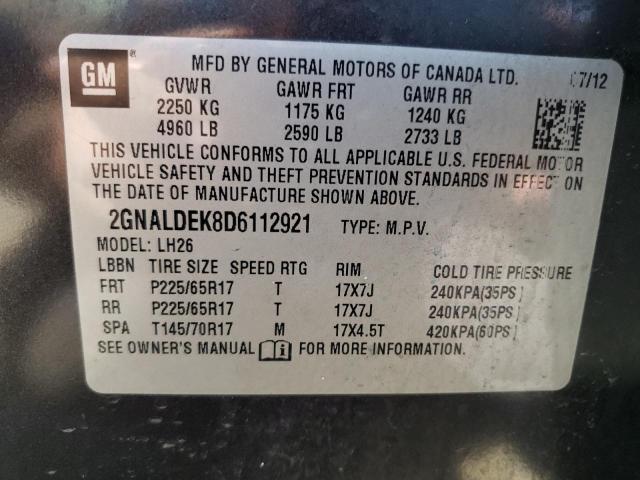 GM ®
MFD BY GENERAL MOTORS OF CANADA LTD. 07/12
GVWR GAWR FRT GAWR RR
2250 KG 1175 KG 1240 KG
4960 LB 2590 LB 2733 LB
THIS VEHICLE CONFORMS TO ALL APPLICABLE U.S. FEDERAL MOTOR
VEHICLE SAFETY AND THEFT PREVENTION STANDARDS IN EFFECT ON
THE DATE OF MANUFACTURE SHOWN ABOVE.
2GNALDEK8D6112921 TYPE: M.P.V.
MODEL: LH26
LBBN TIRE SIZE SPEED RTG RIM COLD TIRE PRESSURE
FRT P225/65R17 T 17X7J 240KPA(35PSI)
RR P225/65R17 T 17X7J 240KPA(35PSI)
SPA T145/70R17 M 17X4.5T 420KPA(60PSI)
SEE OWNER'S MANUAL i FOR MORE INFORMATION.